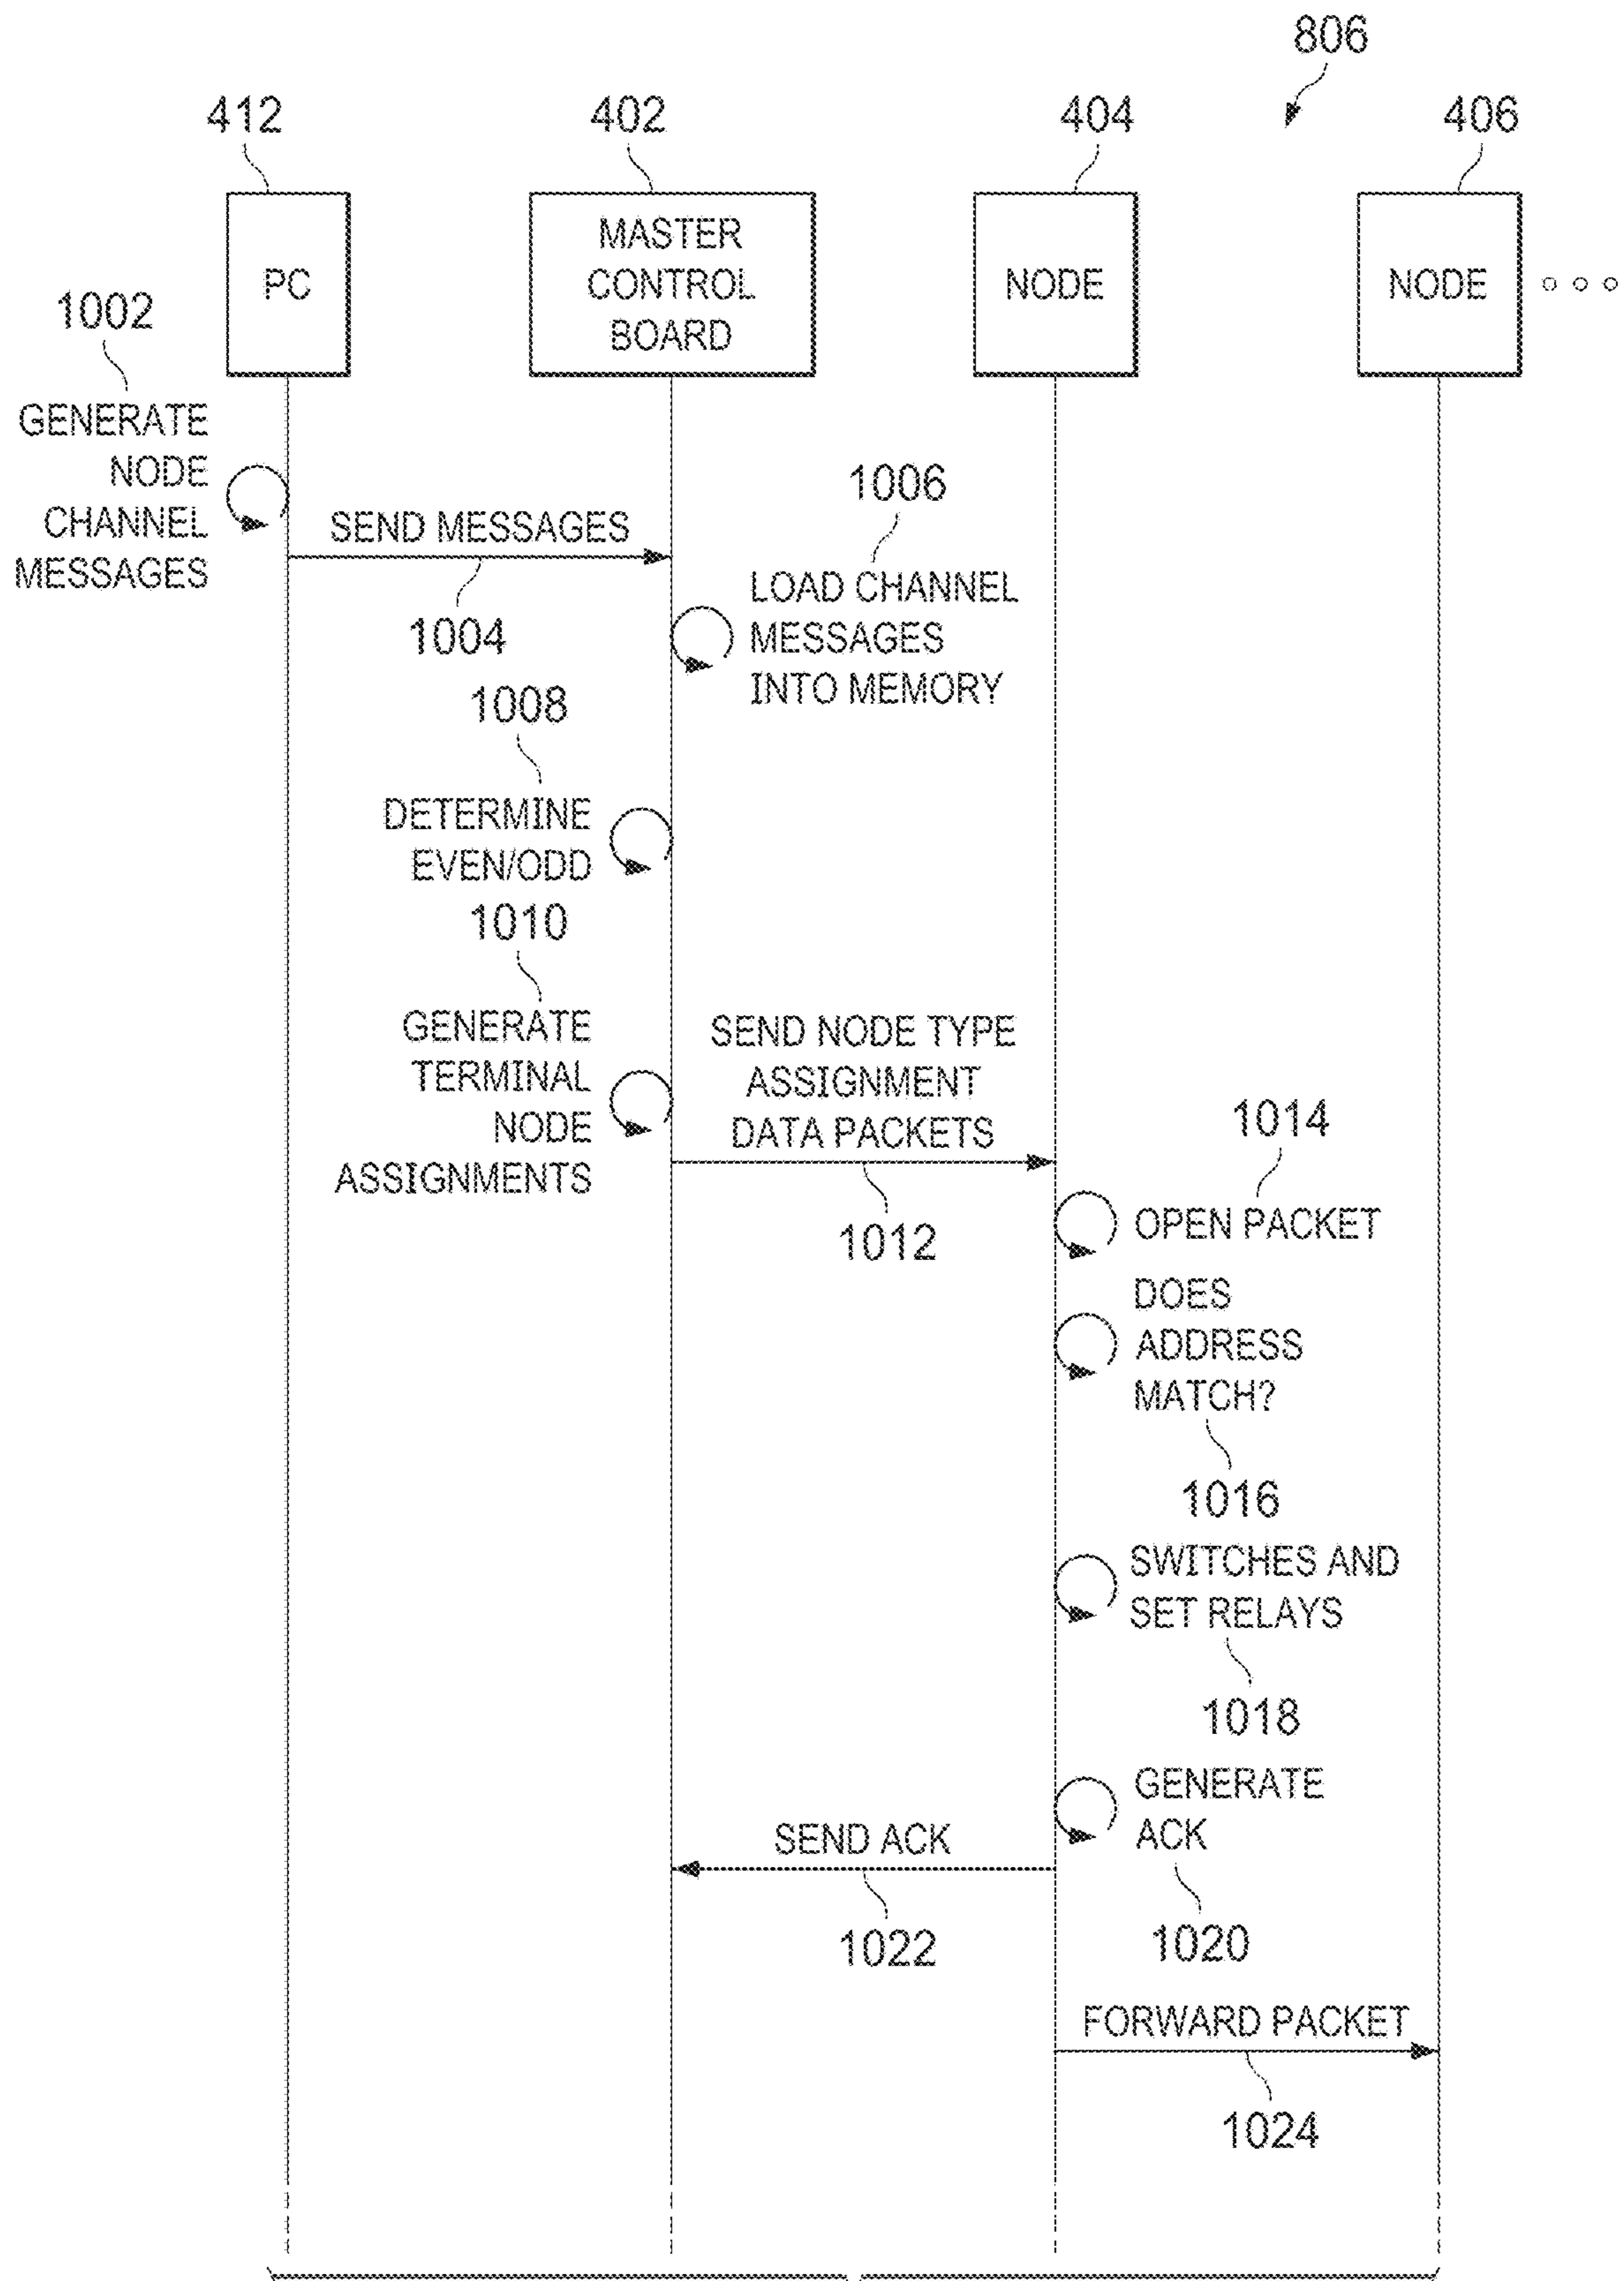 806
412
402
404
406
PC
MASTER
CONTROL
BOARD
NODE
NODE
1002
GENERATE
NODE
CHANNEL
MESSAGES
SEND MESSAGES
1004
1006
LOAD CHANNEL
MESSAGES
INTO MEMORY
1008
DETERMINE
EVEN/ODD
1010
GENERATE
TERMINAL
NODE
ASSIGNMENTS
SEND NODE TYPE
ASSIGNMENT
DATA PACKETS
1012
1014
OPEN PACKET
DOES
ADDRESS
MATCH?
1016
SWITCHES AND
SET RELAYS
1018
GENERATE
ACK
1020
SEND ACK
1022
FORWARD PACKET
1024